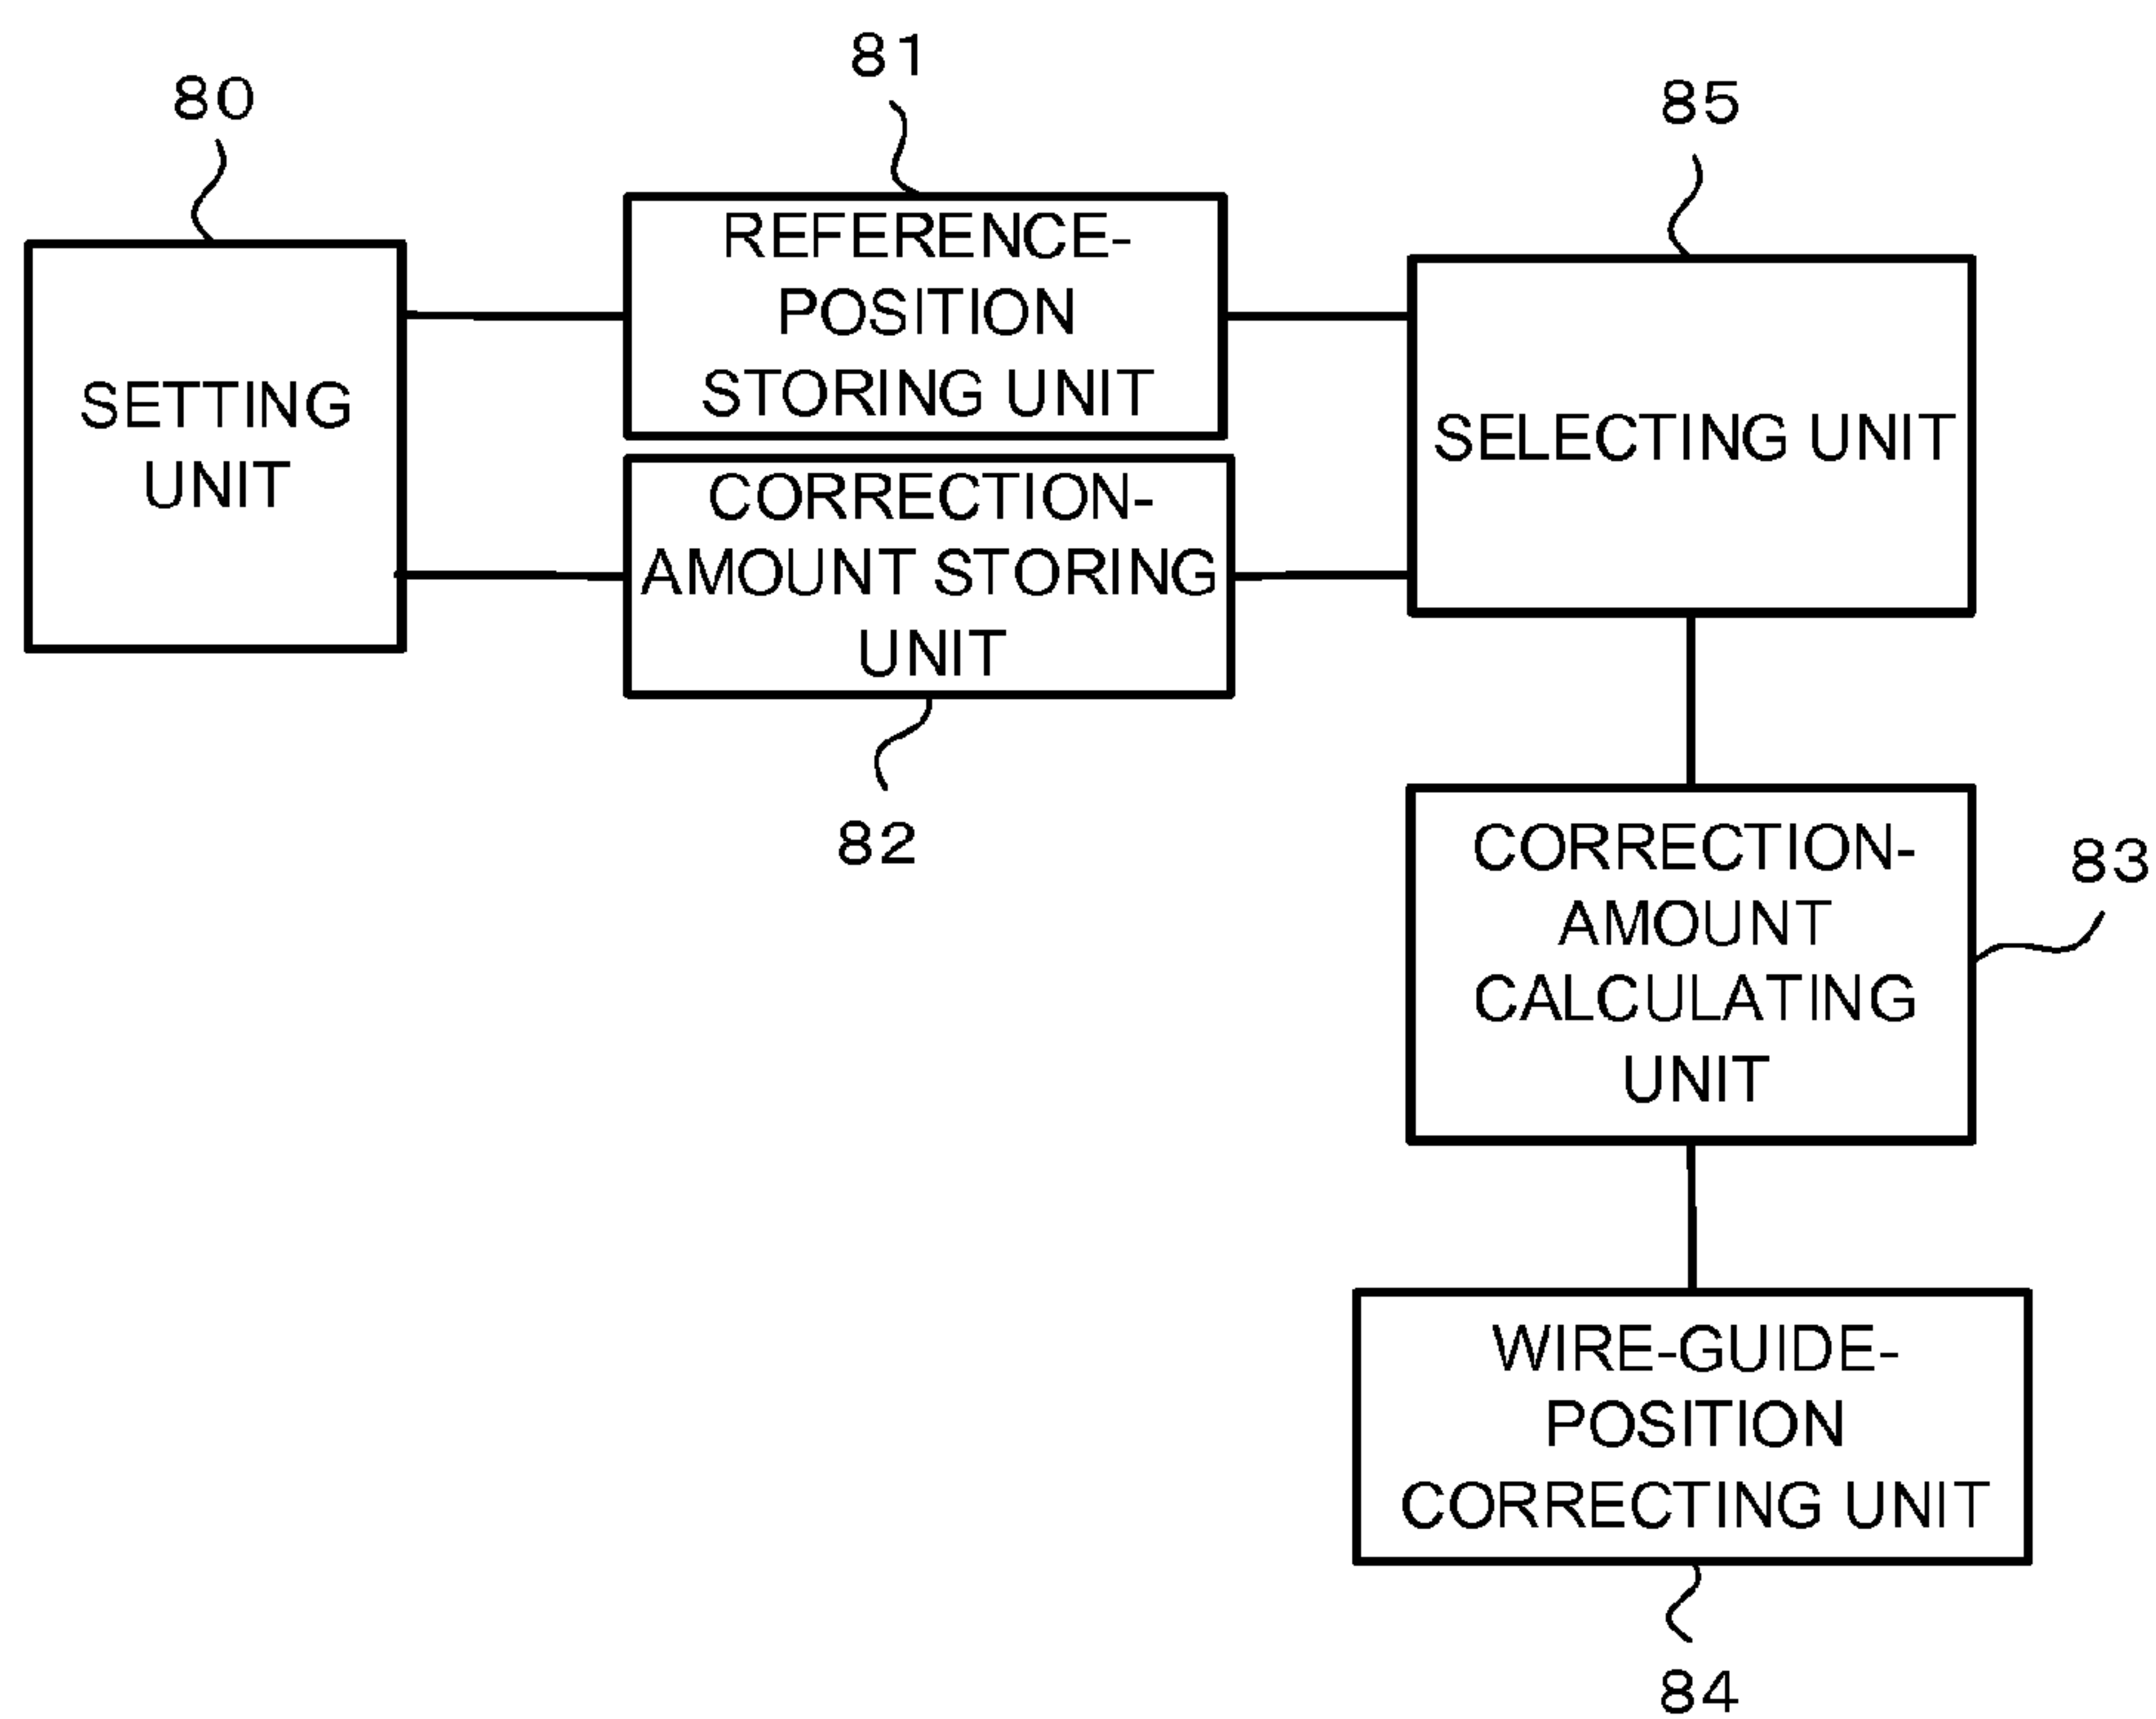 80
SETTING
UNIT
81
REFERENCE-
POSITION
STORING UNIT
CORRECTION-
AMOUNT STORING
UNIT
82
85
SELECTING UNIT
CORRECTION-
AMOUNT
CALCULATING
UNIT
83
WIRE-GUIDE-
POSITION
CORRECTING UNIT
84